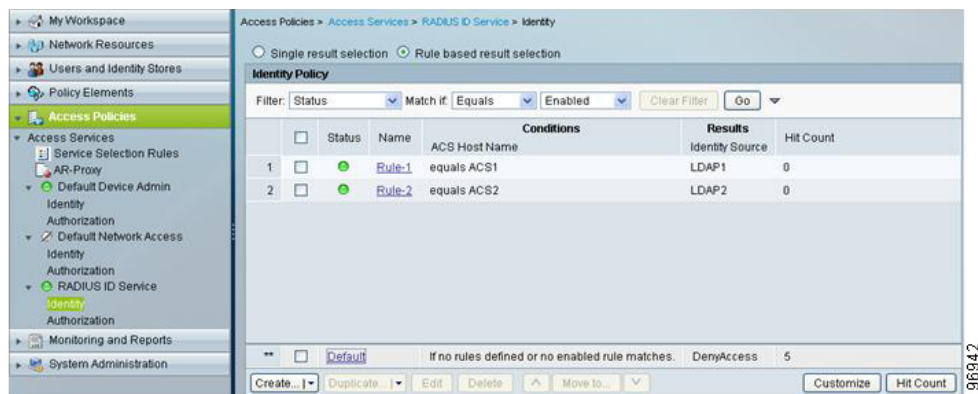 My Workspace
Network Resources
Users and Identity Stores
Policy Elements
Access Policies
Access Services
Service Selection Rules
AR-Proxy
Default Device Admin
Identity
Authorization
Default Network Access
Identity
Authorization
RADIUS ID Service
Identity
Authorization
Monitoring and Reports
System Administration
Access Policies > Access Services > RADIUS ID Service > Identity
Single result selection Rule based result selection
Identity Policy
Filter: Status Match if: Equals Enabled Clear Filter Go
Status Name Conditions Results Hit Count
ACS Host Name Identity Source
1 Rule-1 equals ACS1 LDAP1 0
2 Rule-2 equals ACS2 LDAP2 0
** Default If no rules defined or no enabled rule matches. DenyAccess 5
Create... | Duplicate... | Edit Delete ^ Move to... V Customize Hit Count
96942